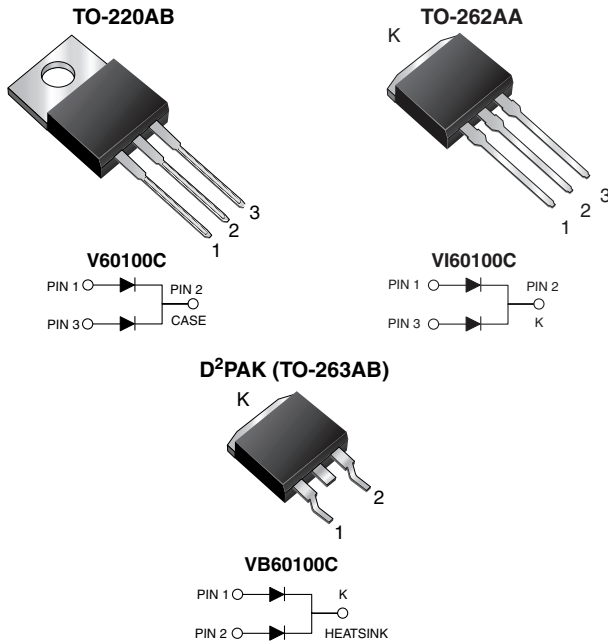 TO-220AB
TO-262AA
K
1
2
3
1
2
3
V60100C
PIN 1
PIN 2
PIN 3
CASE
VI60100C
PIN 1
PIN 2
PIN 3
K
D²PAK (TO-263AB)
K
2
1
VB60100C
PIN 1
K
PIN 2
HEATSINK